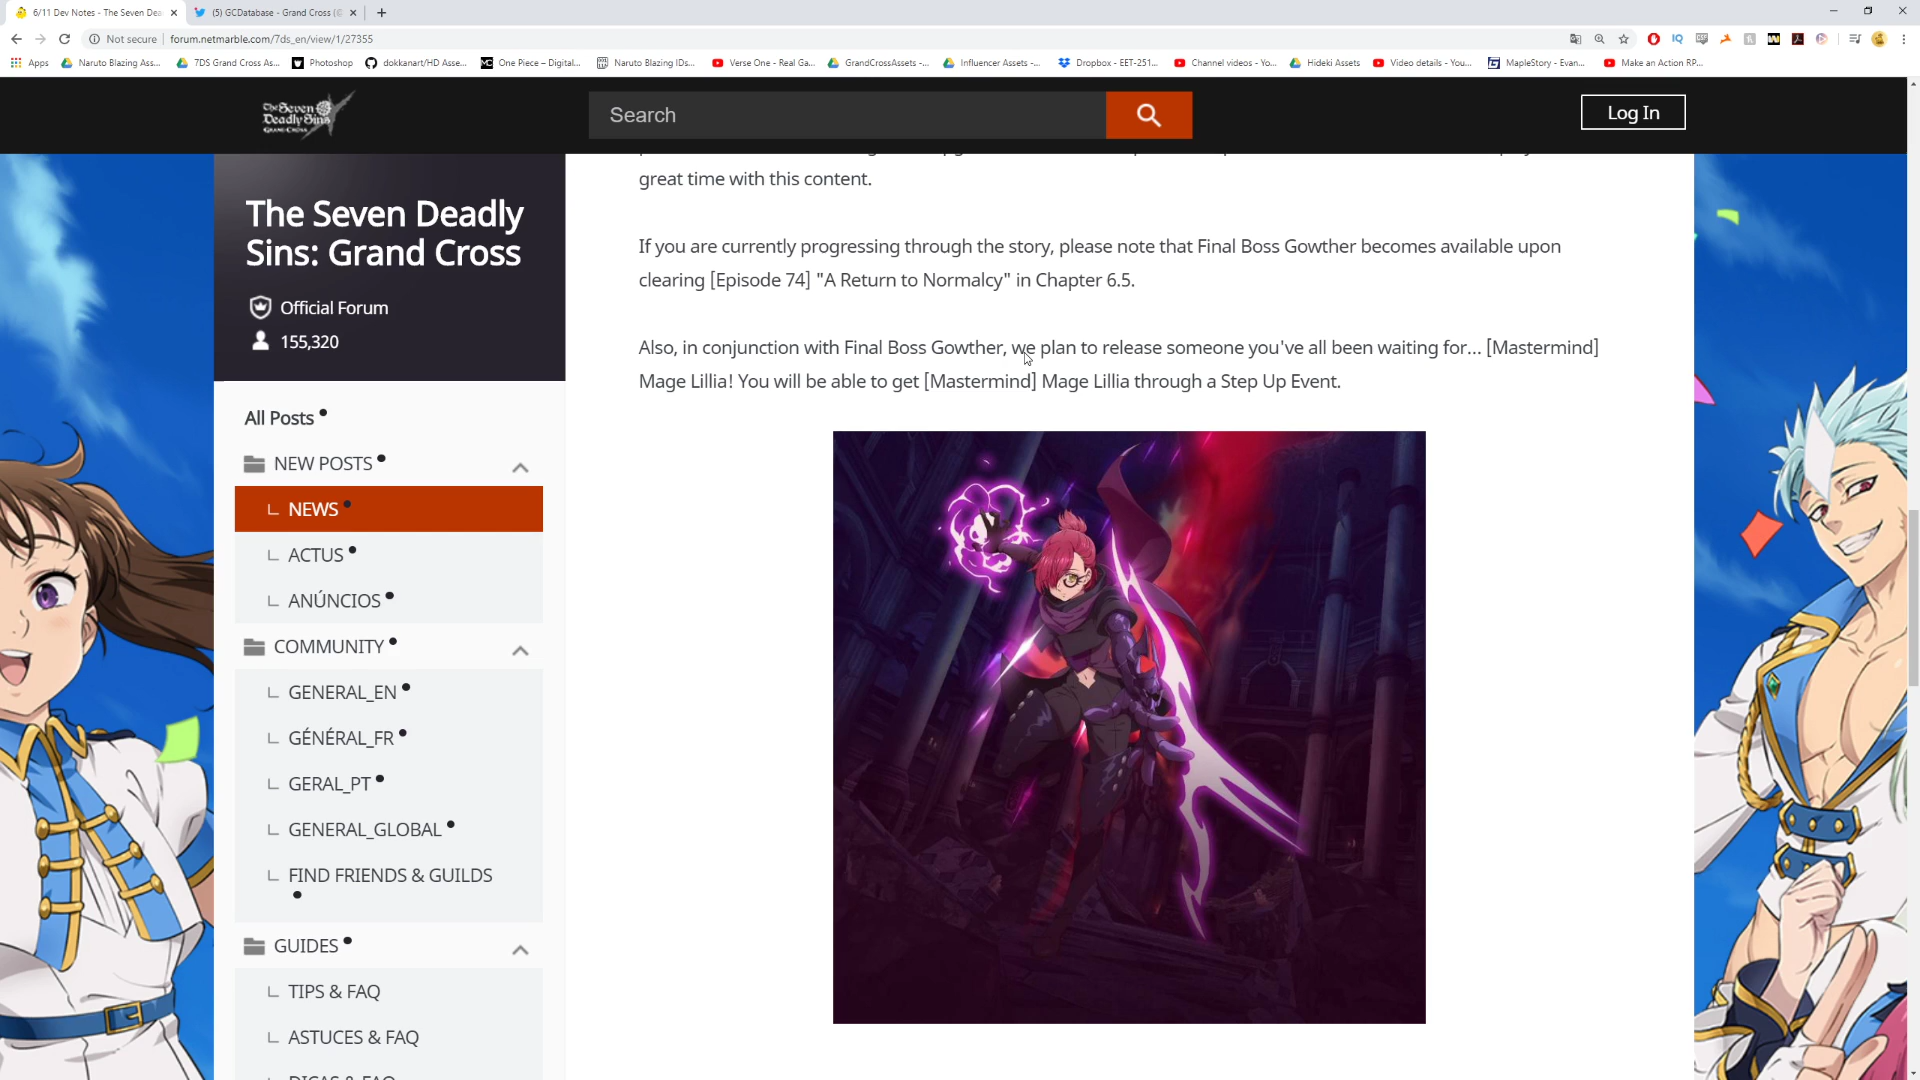 6/11 Dev Notes - The Seven Dea
(5) GCDatabase - Grand Cross (@
Not secure
forum.netmarble.com/7ds_en/view/1/27355
Apps
Naruto Blazing Ass...
7DS Grand Cross As...
Photoshop
dokkanart/HD Asse...
One Piece – Digital...
Naruto Blazing IDs...
Verse One - Real Ga...
GrandCrossAssets -...
Influencer Assets -...
Dropbox - EET-251...
Channel videos - Yo...
Hideki Assets
Video details - You...
MapleStory - Evan...
Make an Action RP...
The Seven
Deadly Sins
GRAND CROSS
Search
Log In
great time with this content.
The Seven Deadly
Sins: Grand Cross
Official Forum
155,320
If you are currently progressing through the story, please note that Final Boss Gowther becomes available upon
clearing [Episode 74] "A Return to Normalcy" in Chapter 6.5.
Also, in conjunction with Final Boss Gowther, we plan to release someone you've all been waiting for... [Mastermind]
Mage Lillia! You will be able to get [Mastermind] Mage Lillia through a Step Up Event.
All Posts
NEW POSTS
NEWS
ACTUS
ANÚNCIOS
COMMUNITY
GENERAL_EN
GÉNÉRAL_FR
GERAL_PT
GENERAL_GLOBAL
FIND FRIENDS & GUILDS
GUIDES
TIPS & FAQ
ASTUCES & FAQ
DICAS & FAQ